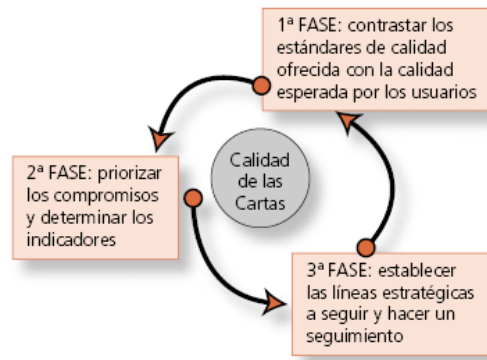 1ª FASE: contrastar los
estándares de calidad
ofrecida con la calidad
esperada por los usuarios
2ª FASE: priorizar
los compromisos
y determinar los
indicadores
Calidad
de las
Cartas
3ª FASE: establecer
las líneas estratégicas
a seguir y hacer un
seguimiento